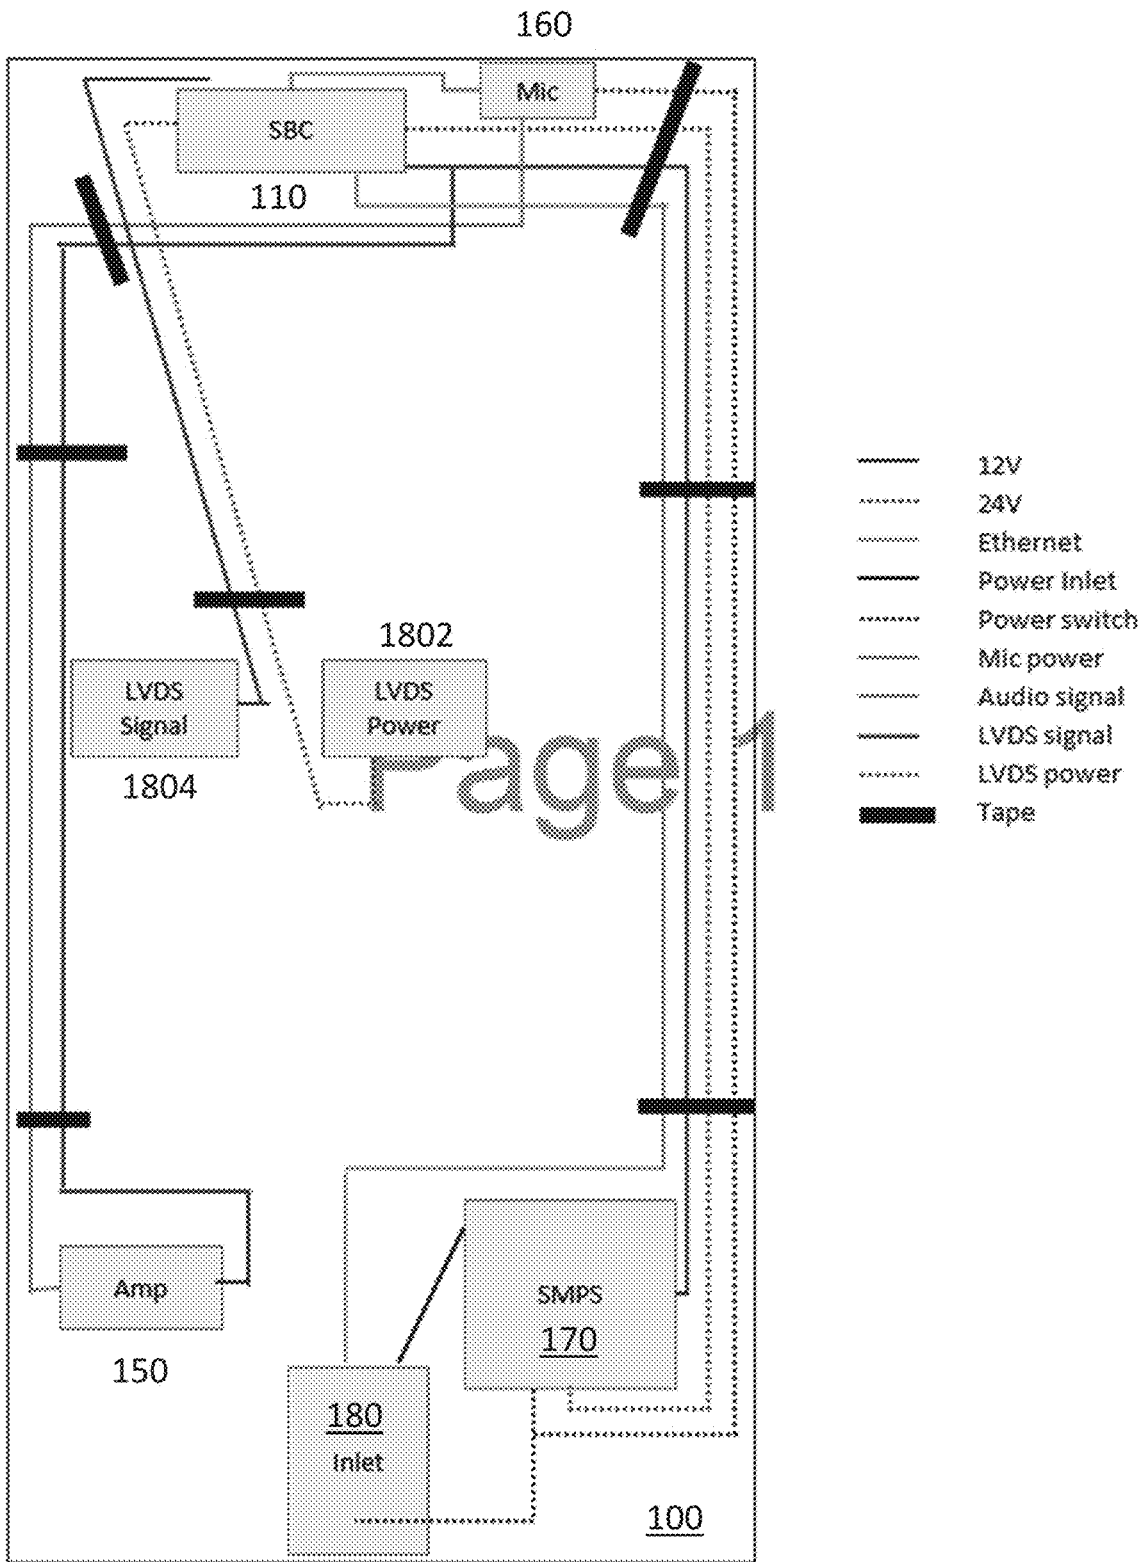 160
Mic
SBC
110
12V
24V
Ethernet
Power Inlet
Power switch
Mic power
Audio signal
LVDS signal
LVDS power
Tape
1802
LVDS
Signal
LVDS
Power
1804
Page 1
Amp
150
SMPS
170
180
Inlet
100